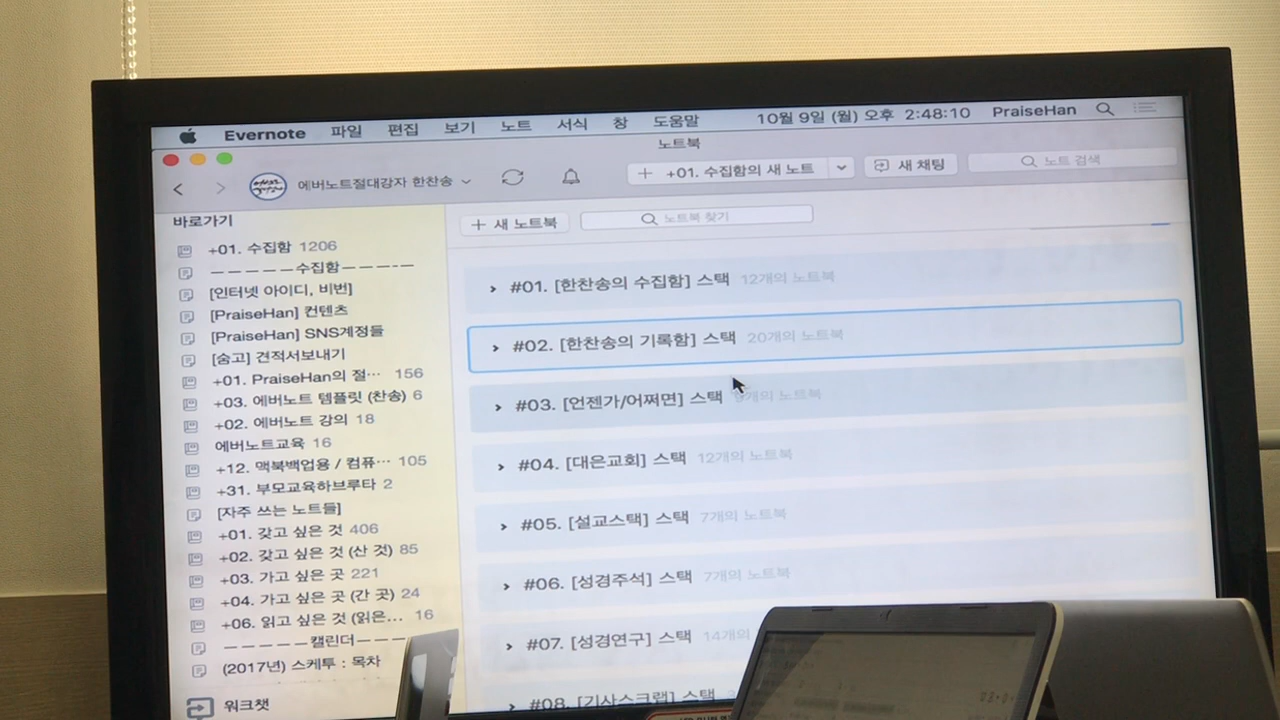 Evernote 파일 편집 보기 노트 서식 창 도움말 10월 9일 (월) 오후 2:48:10 PraiseHan
노트북
에버노트절대강자 한찬송 +01. 수집함의 새 노트 새 채팅 노트 검색
바로가기
+ 새 노트북 노트북 찾기
+01. 수집함 1206
—————수집함—————
[인터넷 아이디, 비번]
[PraiseHan] 컨텐츠
[PraiseHan] SNS계정들
[숨고] 견적서보내기
+01. PraiseHan의 절··· 156
+03. 에버노트 템플릿 (찬송) 6
+02. 에버노트 강의 18
에버노트교육 16
+12. 맥북백업용 / 컴퓨··· 105
+31. 부모교육하브루타 2
[자주 쓰는 노트들]
+01. 갖고 싶은 것 406
+02. 갖고 싶은 것 (산 것) 85
+03. 가고 싶은 곳 221
+04. 가고 싶은 곳 (간 곳) 24
+06. 읽고 싶은 것 (읽은... 16
—————캘린더————
(2017년) 스케투 : 목차
워크챗
#01. [한찬송의 수집함] 스택 12개의 노트북
#02. [한찬송의 기록함] 스택 20개의 노트북
#03. [언젠가/어쩌면] 스택 개의 노트북
#04. [대은교회] 스택 12개의 노트북
#05. [설교스택] 스택 7개의 노트북
#06. [성경주석] 스택 7개의 노트북
#07. [성경연구] 스택 14개의
#08. [기사스크랩] 스택